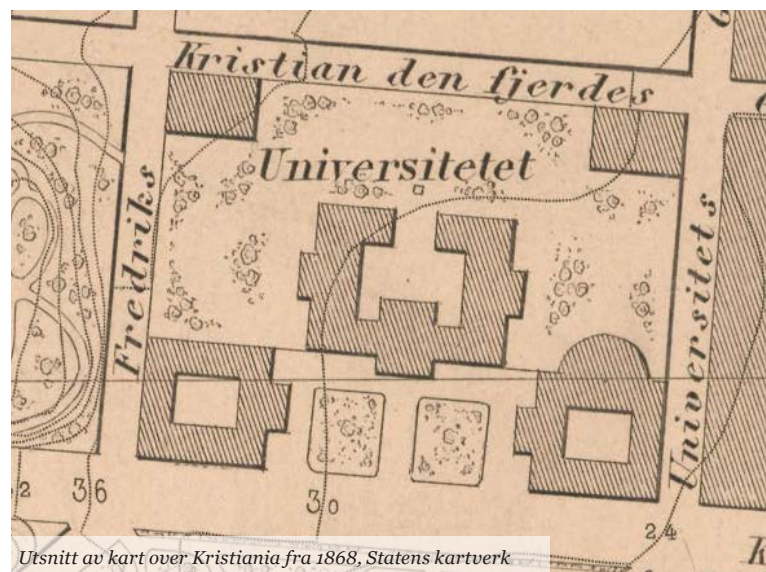 Kristian den fjerdes
Universitetet
Fredriks
Universitets
36
30
24
Utsnitt av kart over Kristiania fra 1868, Statens kartverk